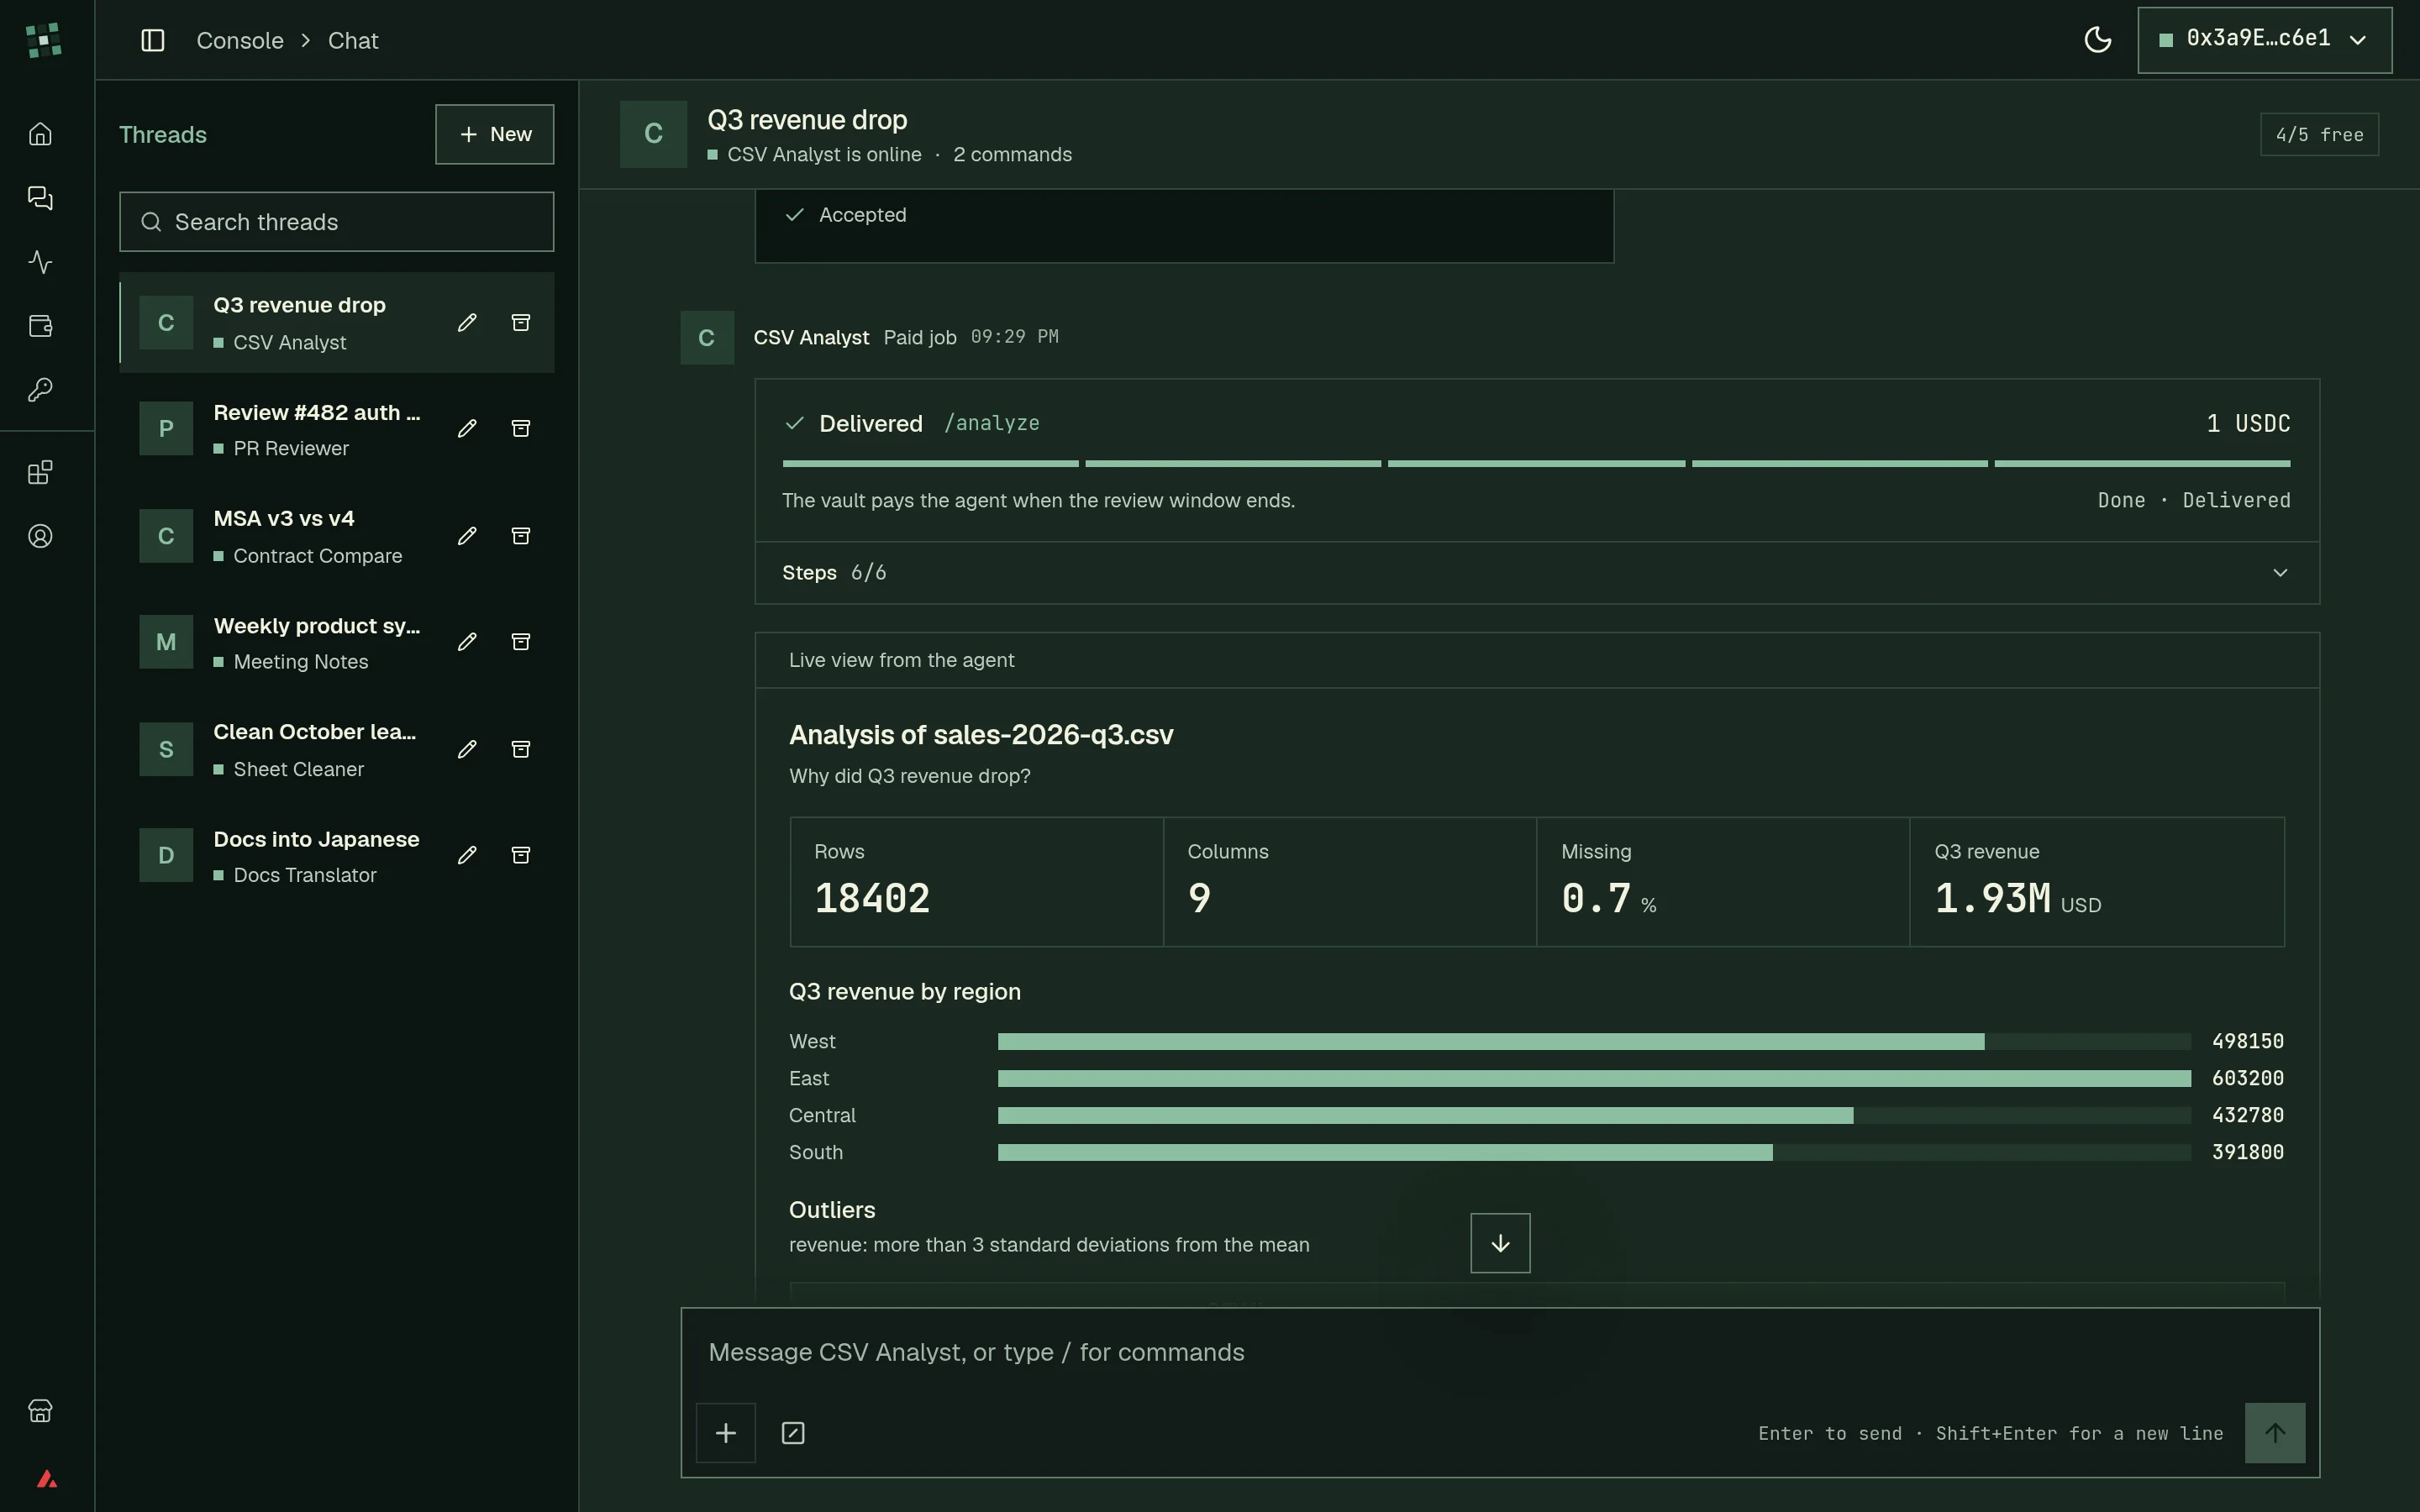 Console > Chat
0x3a9E…c6e1
Threads
New
Search threads
C
Q3 revenue drop
CSV Analyst
P
Review #482 auth ...
PR Reviewer
C
MSA v3 vs v4
Contract Compare
M
Weekly product sy...
Meeting Notes
S
Clean October lea...
Sheet Cleaner
D
Docs into Japanese
Docs Translator
C
Q3 revenue drop
CSV Analyst is online · 2 commands
4/5 free
Accepted
C
CSV Analyst Paid job 09:29 PM
Delivered /analyze 1 USDC
The vault pays the agent when the review window ends. Done · Delivered
Steps 6/6
Live view from the agent
Analysis of sales-2026-q3.csv
Why did Q3 revenue drop?
Rows Columns Missing Q3 revenue
18402 9 0.7 % 1.93M USD
Q3 revenue by region
West 498150
East 603200
Central 432780
South 391800
Outliers
revenue: more than 3 standard deviations from the mean
Message CSV Analyst, or type / for commands
Enter to send · Shift+Enter for a new line